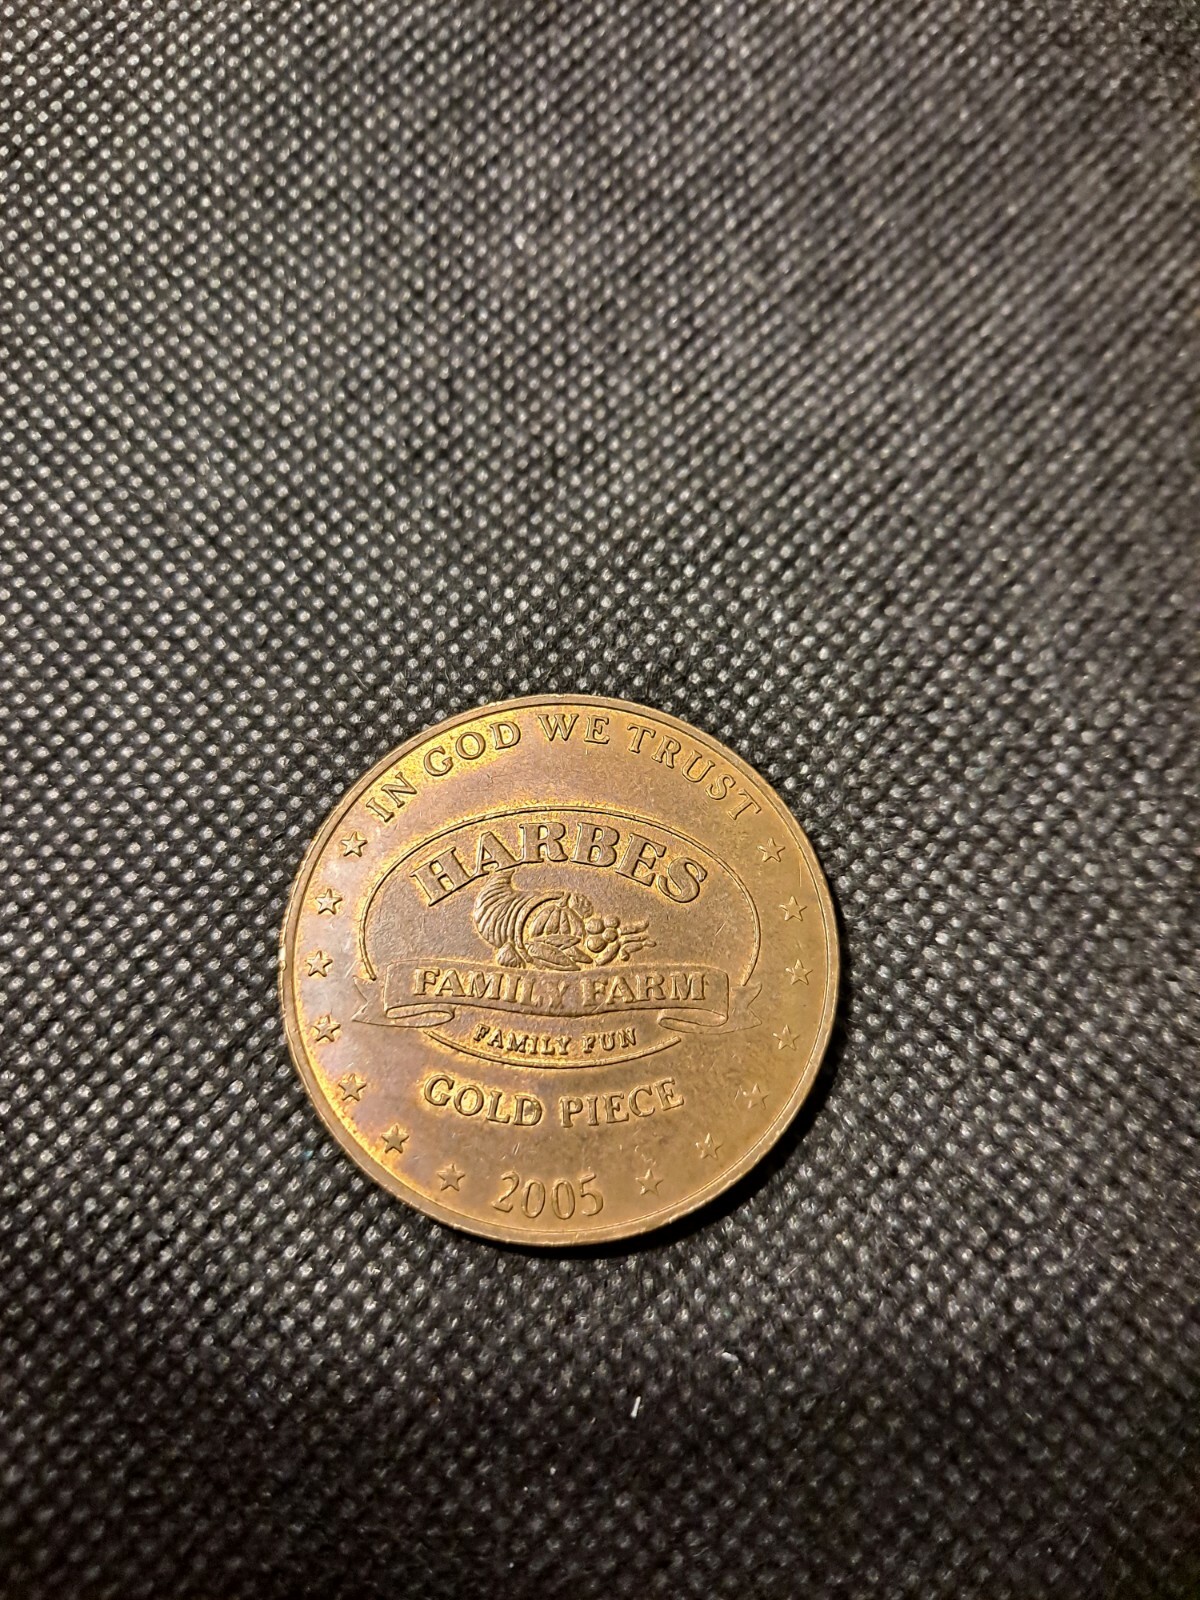 IN GOD WE TRUST
HARBES
FAMILY FARM
FAMILY FUN
GOLD PIECE
2005